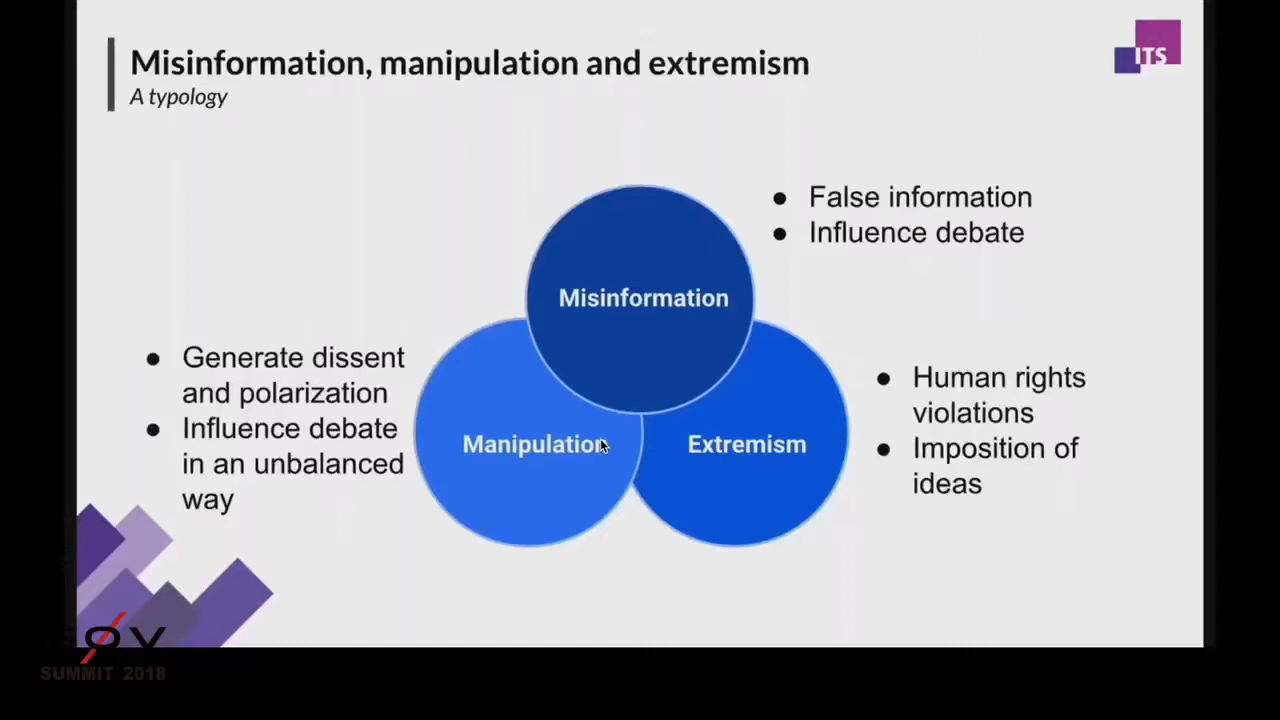 Misinformation, manipulation and extremism
A typology
ITS
False information
Influence debate
Misinformation
Generate dissent
and polarization
Influence debate
in an unbalanced
way
Manipulation
Extremism
Human rights
violations
Imposition of
ideas
SUMMIT 2018